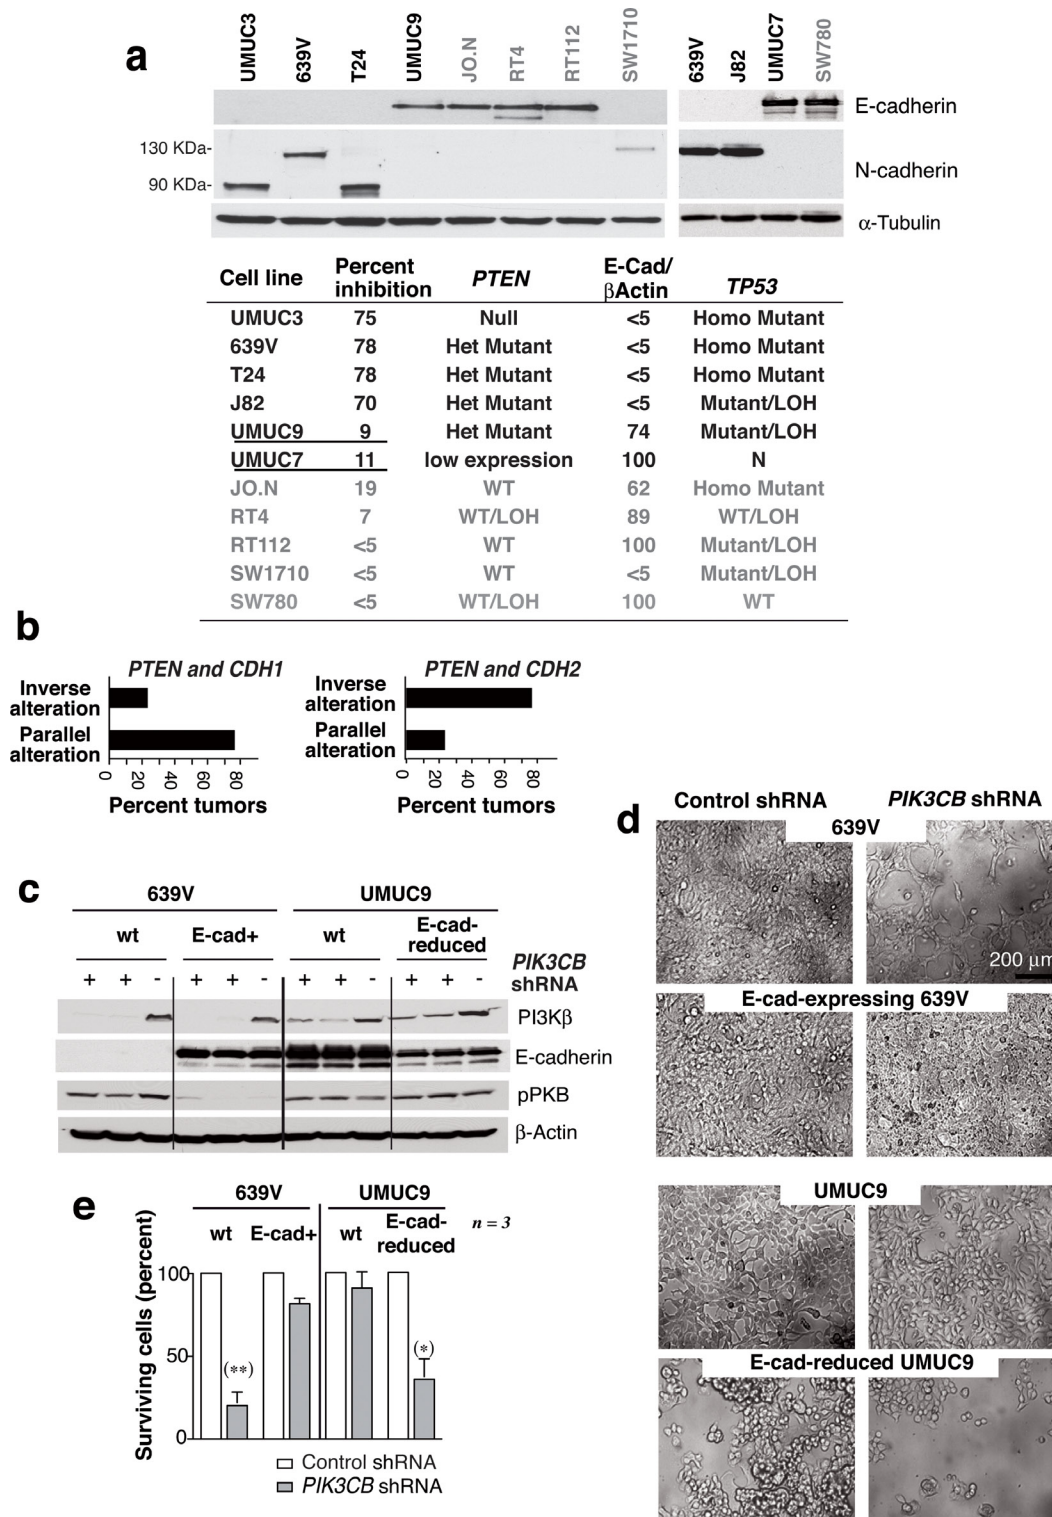 a
UMUC3 639V T24 UMUC9 JO.N RT4 RT112 SW1710 639V J82 UMUC7 SW780
E-cadherin
130 KDa-
N-cadherin
90 KDa-
α-Tubulin
Cell line Percent inhibition PTEN E-Cad/ βActin TP53
UMUC3 75 Null <5 Homo Mutant
639V 78 Het Mutant <5 Homo Mutant
T24 78 Het Mutant <5 Homo Mutant
J82 70 Het Mutant <5 Mutant/LOH
UMUC9 9 Het Mutant 74 Mutant/LOH
UMUC7 11 low expression 100 N
JO.N 19 WT 62 Homo Mutant
RT4 7 WT/LOH 89 WT/LOH
RT112 <5 WT 100 Mutant/LOH
SW1710 <5 WT <5 Mutant/LOH
SW780 <5 WT/LOH 100 WT
b
PTEN and CDH1
Inverse
alteration
Parallel
alteration
0 20 40 60 80
Percent tumors
PTEN and CDH2
Inverse
alteration
Parallel
alteration
0 20 40 60 80
Percent tumors
c
639V UMUC9
wt E-cad+ wt E-cad-
reduced
PIK3CB
shRNA
+ + - + + - + + - + + -
PI3Kβ
E-cadherin
pPKB
β-Actin
d
Control shRNA PIK3CB shRNA
639V
200 μm
E-cad-expressing 639V
UMUC9
E-cad-reduced UMUC9
e
639V UMUC9
wt E-cad+ wt E-cad-
reduced
n = 3
Surviving cells (percent)
100
50
0
(**)
(*)
Control shRNA
PIK3CB shRNA